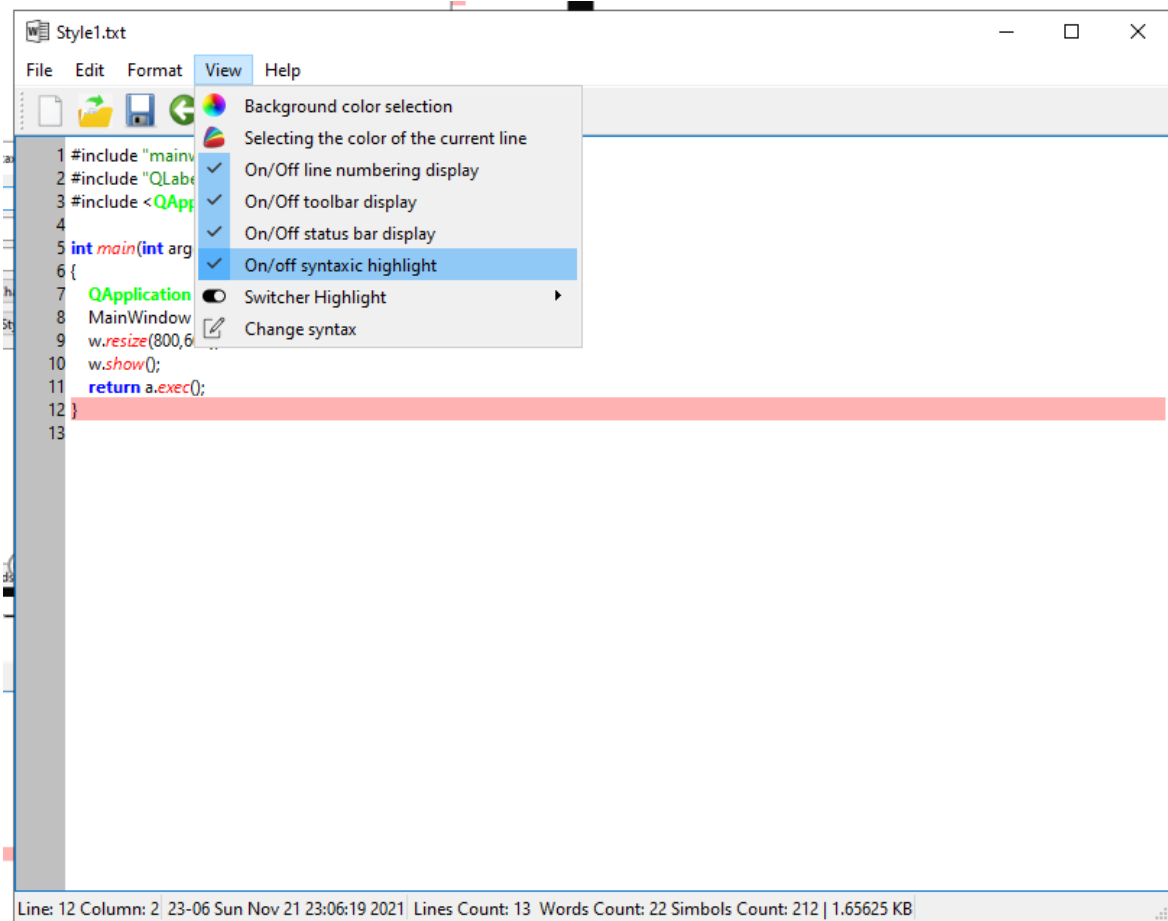 Style1.txt
File Edit Format View Help
Background color selection
Selecting the color of the current line
On/Off line numbering display
On/Off toolbar display
On/Off status bar display
On/off syntaxic highlight
Switcher Highlight
Change syntax
1 #include "mainw
2 #include "QLabe
3 #include <QApp
4
5 int main(int arg
6 {
7 QApplication
8 MainWindow
9 w.resize(800,6
10 w.show();
11 return a.exec();
12 }
13
Line: 12 Column: 2 23-06 Sun Nov 21 23:06:19 2021 Lines Count: 13 Words Count: 22 Simbols Count: 212 | 1.65625 KB